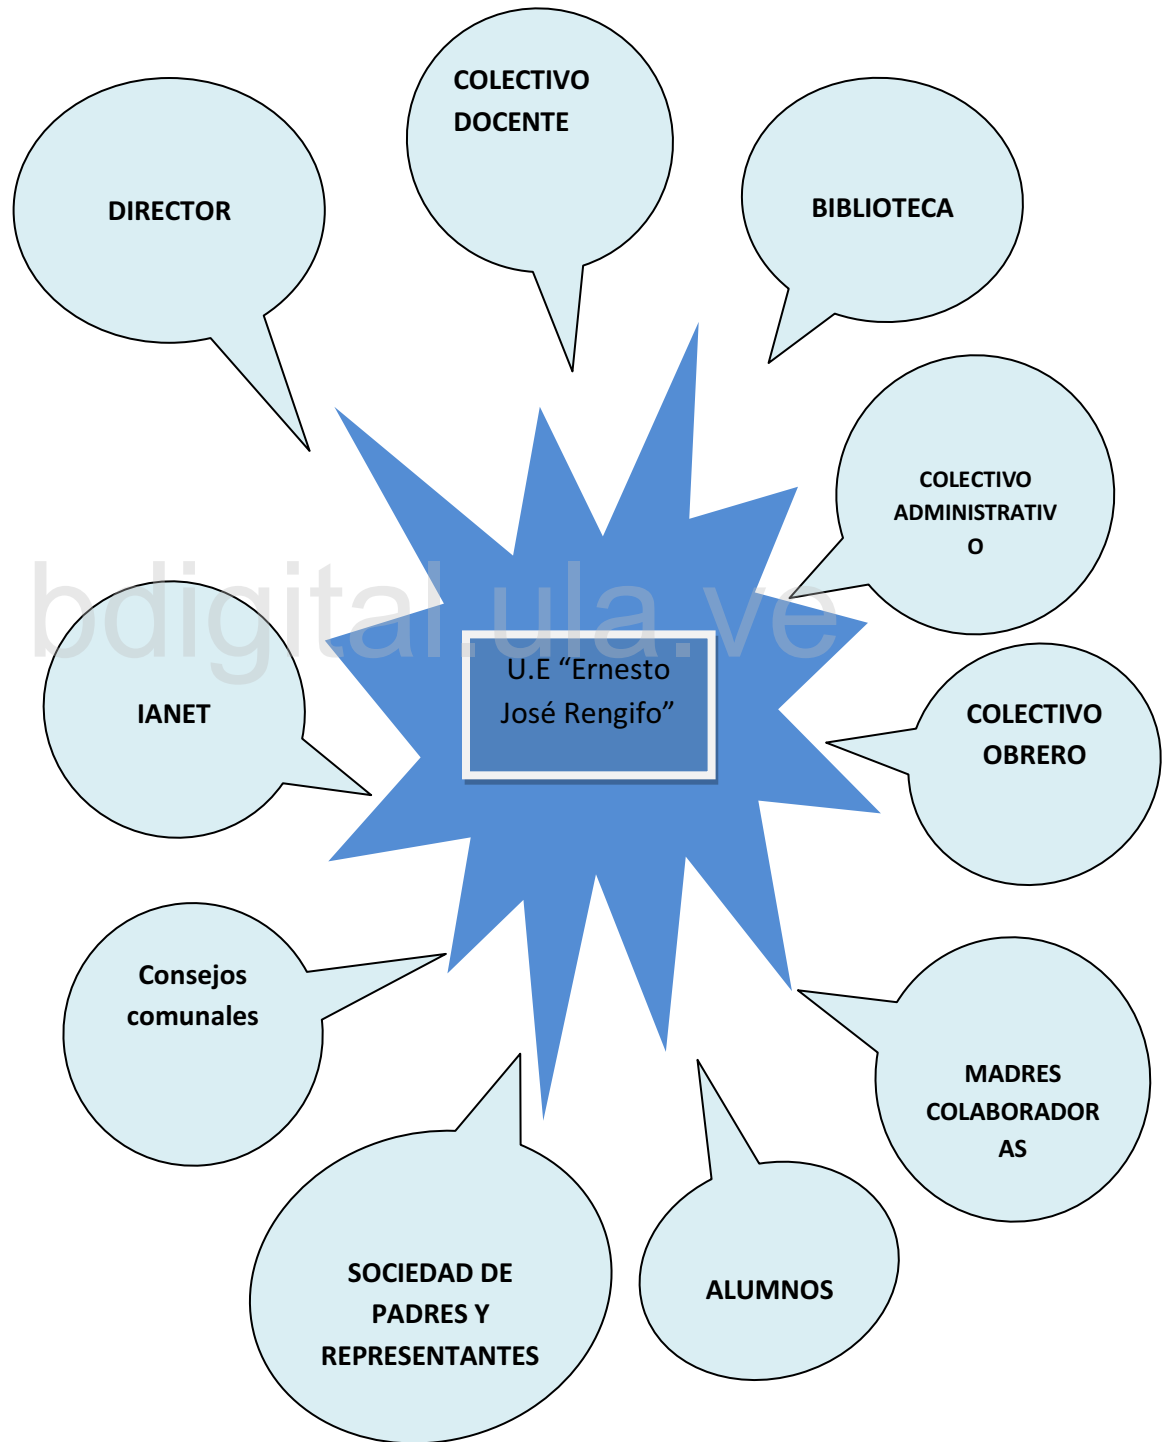 COLECTIVO
DOCENTE
DIRECTOR
BIBLIOTECA
COLECTIVO
ADMINISTRATIV
O
bdigital.ula.ve
U.E “Ernesto
José Rengifo”
IANET
COLECTIVO
OBRERO
Consejos
comunales
MADRES
COLABORADOR
AS
SOCIEDAD DE
PADRES Y
REPRESENTANTES
ALUMNOS